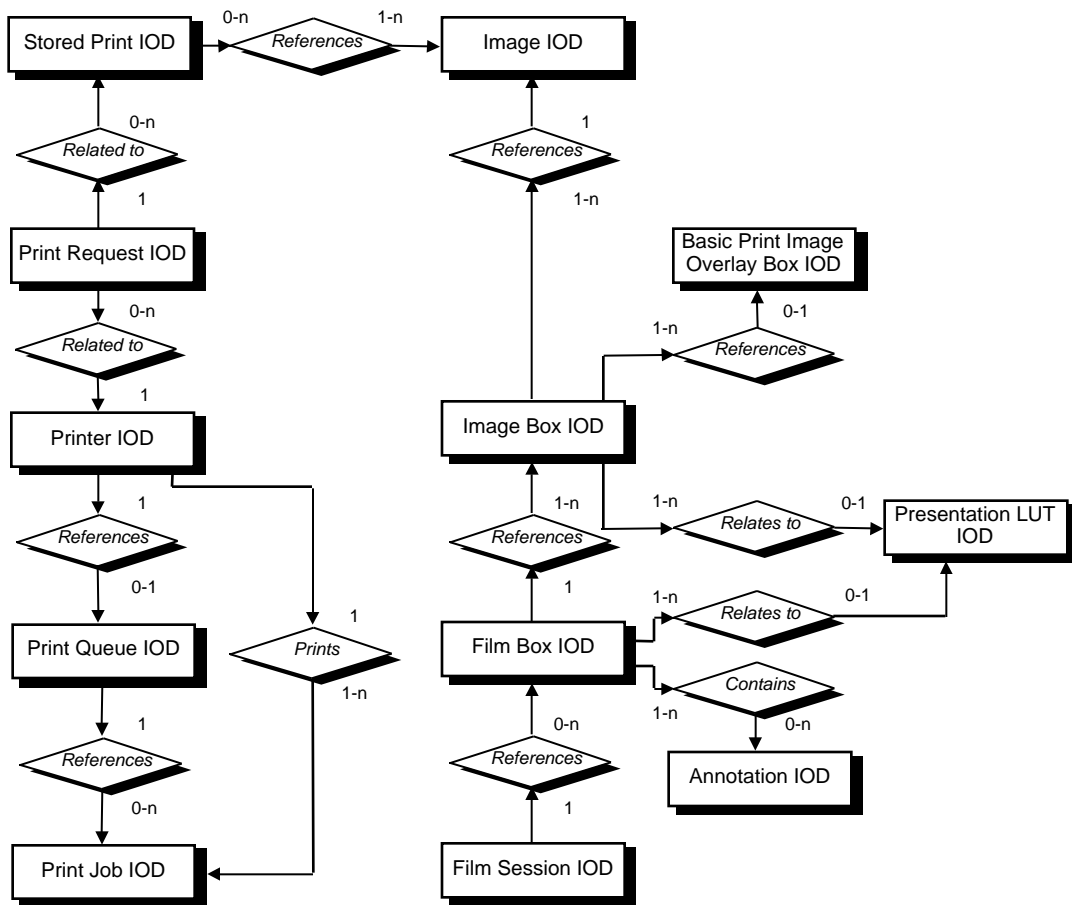 0-n
1-n
Stored Print IOD
References
Image IOD
0-n
1
Related to
References
1
1-n
Print Request IOD
Basic Print Image
Overlay Box IOD
0-n
0-1
1-n
Related to
References
1
Printer IOD
Image Box IOD
1
1-n
1-n
0-1
References
References
Relates to
Presentation LUT
IOD
0-1
1
1-n
0-1
Relates to
1
Print Queue IOD
Prints
Film Box IOD
Contains
1-n
1-n
0-n
1
0-n
References
References
Annotation IOD
0-n
1
Print Job IOD
Film Session IOD